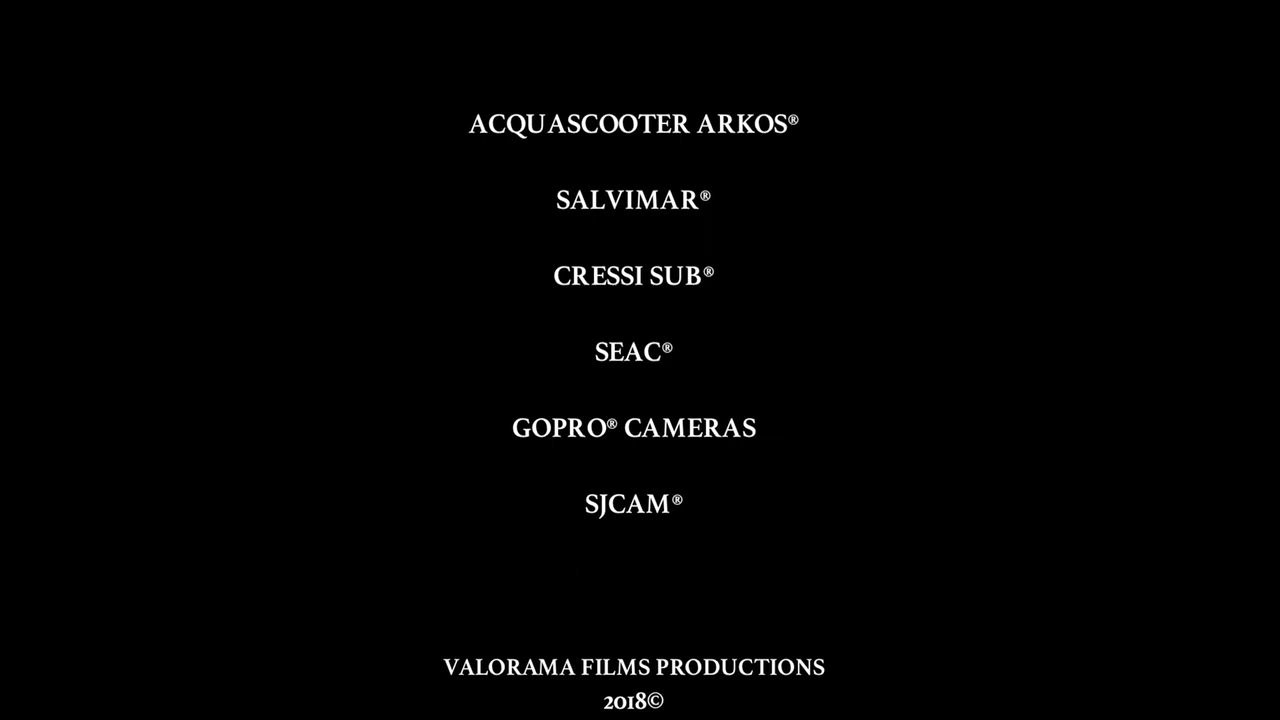 ACQUASCOOTER ARKOS®
SALVIMAR®
CRESSI SUB®
SEAC®
GOPRO® CAMERAS
SJCAM®
VALORAMA FILMS PRODUCTIONS
2018©